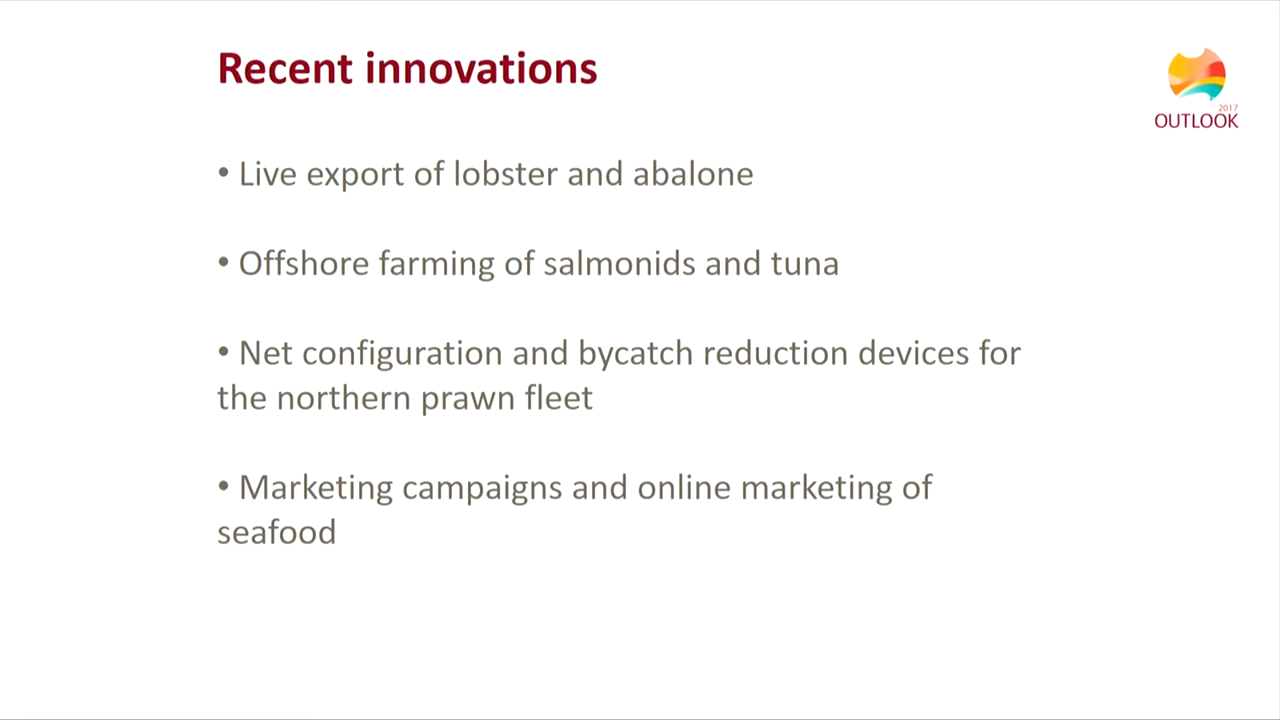 Recent innovations
2017
OUTLOOK
• Live export of lobster and abalone
• Offshore farming of salmonids and tuna
• Net configuration and bycatch reduction devices for
the northern prawn fleet
• Marketing campaigns and online marketing of
seafood